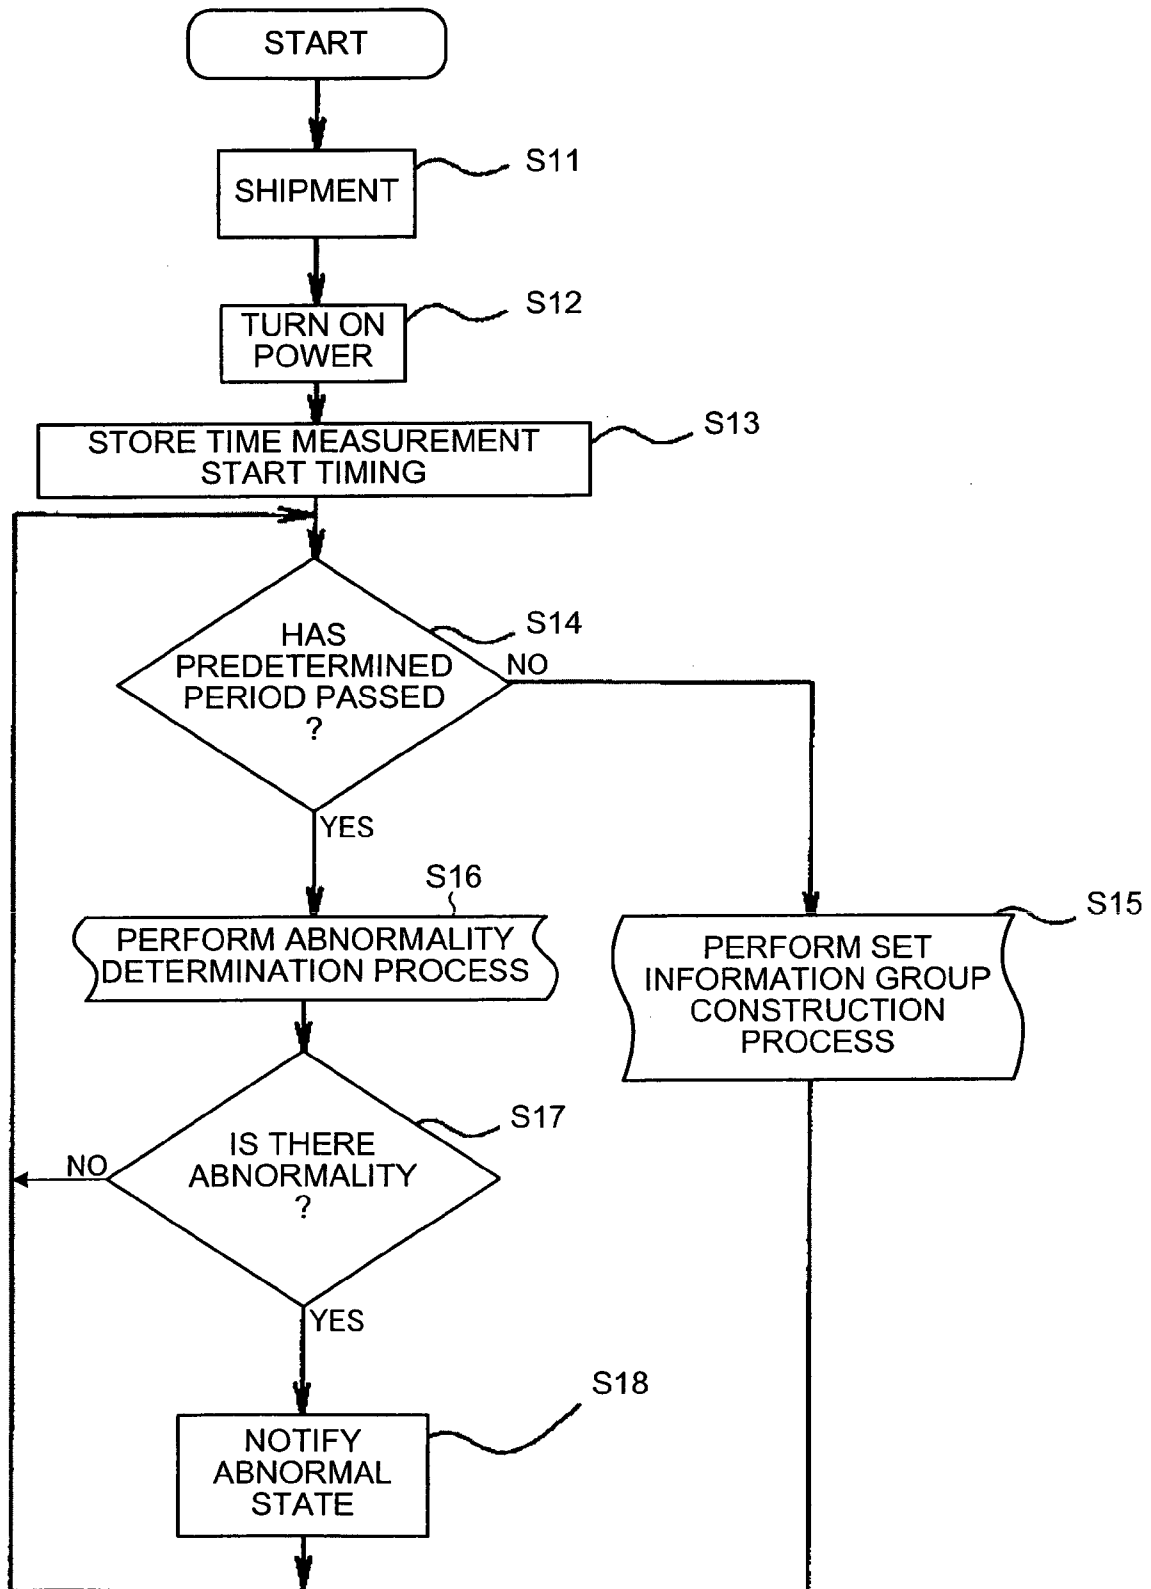 START
SHIPMENT
S11
TURN ON
POWER
S12
STORE TIME MEASUREMENT
START TIMING
S13
HAS
PREDETERMINED
PERIOD PASSED
?
S14
NO
YES
S16
PERFORM ABNORMALITY
DETERMINATION PROCESS
PERFORM SET
INFORMATION GROUP
CONSTRUCTION
PROCESS
S15
IS THERE
ABNORMALITY
?
S17
NO
YES
NOTIFY
ABNORMAL
STATE
S18